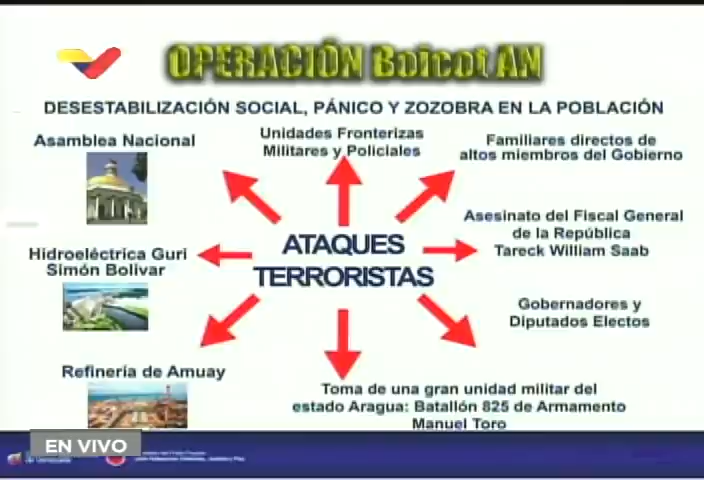 OPERACIÓN Boicot AN
DESESTABILIZACIÓN SOCIAL, PÁNICO Y ZOZOBRA EN LA POBLACIÓN
Asamblea Nacional
Unidades Fronterizas
Militares y Policiales
Familiares directos de
altos miembros del Gobierno
ATAQUES
TERRORISTAS
Asesinato del Fiscal General
de la República
Tareck William Saab
Hidroeléctrica Guri
Simón Bolivar
Gobernadores y
Diputados Electos
Refinería de Amuay
Toma de una gran unidad militar del
estado Aragua: Batallón 825 de Armamento
Manuel Toro
EN VIVO